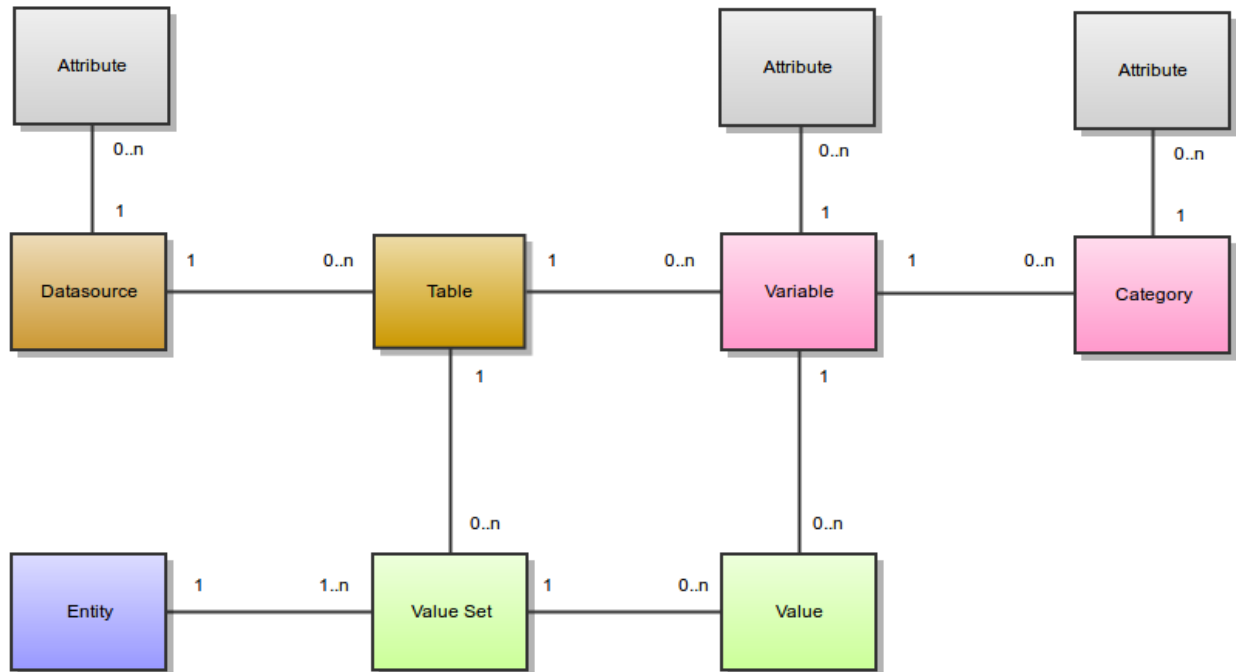 Attribute
Attribute
Attribute
0..n
0..n
0..n
1
1
1
Datasource
1
0..n
Table
1
0..n
Variable
1
0..n
Category
1
1
0..n
0..n
Entity
1
1..n
Value Set
1
0..n
Value